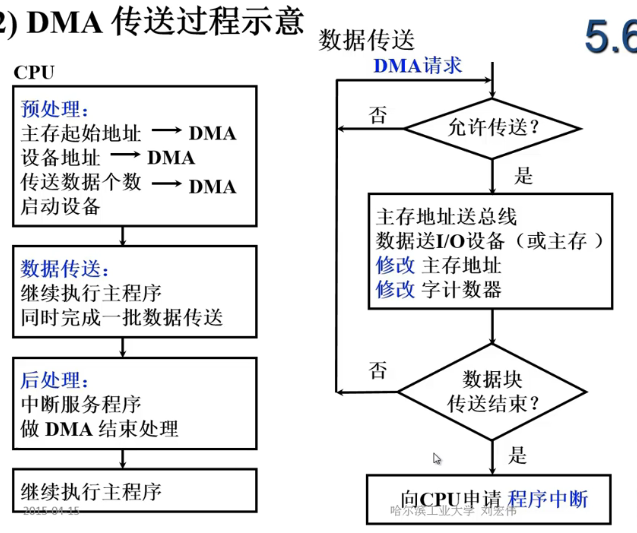 2) DMA 传送过程示意
5.6
CPU
预处理：
主存起始地址 → DMA
设备地址 → DMA
传送数据个数 → DMA
启动设备
数据传送：
继续执行主程序
同时完成一批数据传送
后处理：
中断服务程序
做 DMA 结束处理
继续执行主程序
2015-04-15
数据传送
DMA请求
允许传送？
否
是
主存地址送总线
数据送I/O设备（或主存 ）
修改 主存地址
修改 字计数器
数据块
传送结束？
否
是
向CPU申请 程序中断
哈尔滨工业大学 刘宏伟